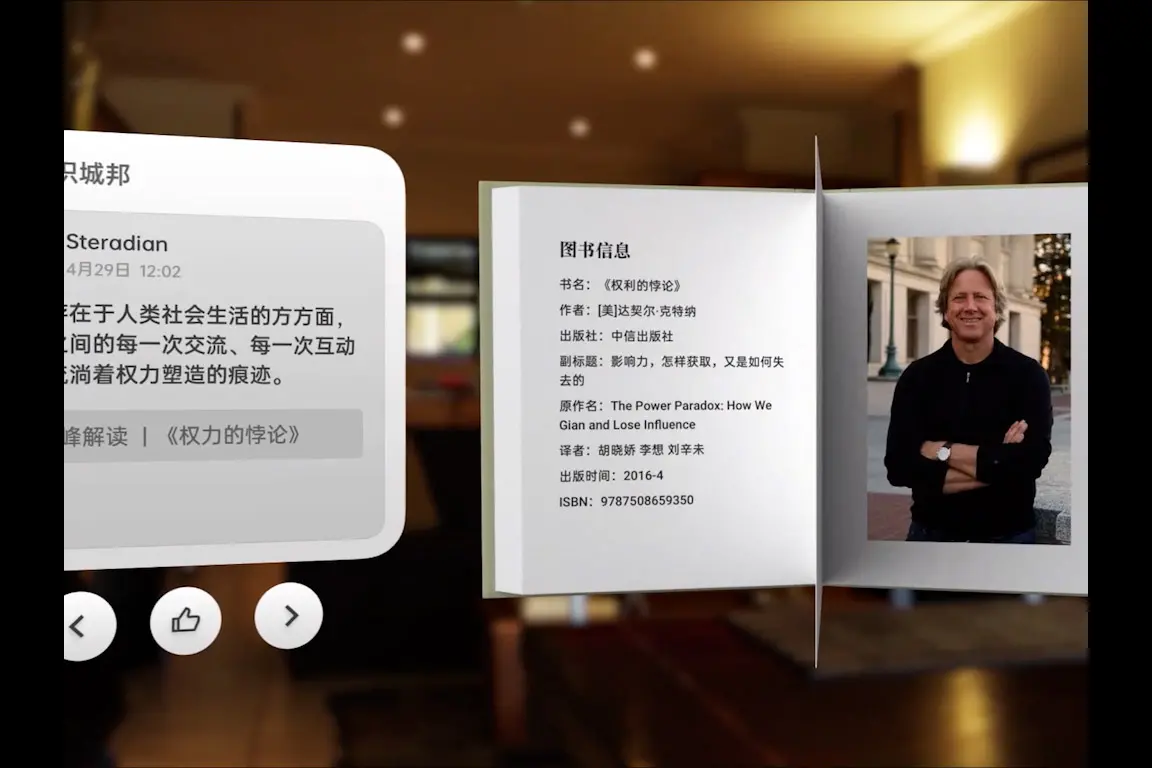 识城邦
Steradian
4月29日 12:02
存在于人类社会生活的方方面，
之间的每一次交流、每一次互动
流淌着权力塑造的痕迹。
峰解读 | 《权力的悖论》
图书信息
书名：《权利的悖论》
作者：[美]达契尔·克特纳
出版社：中信出版社
副标题：影响力，怎样获取，又是如何失
去的
原作名：The Power Paradox: How We
Gian and Lose Influence
译者：胡晓娇 李想 刘辛未
出版时间：2016-4
ISBN：9787508659350